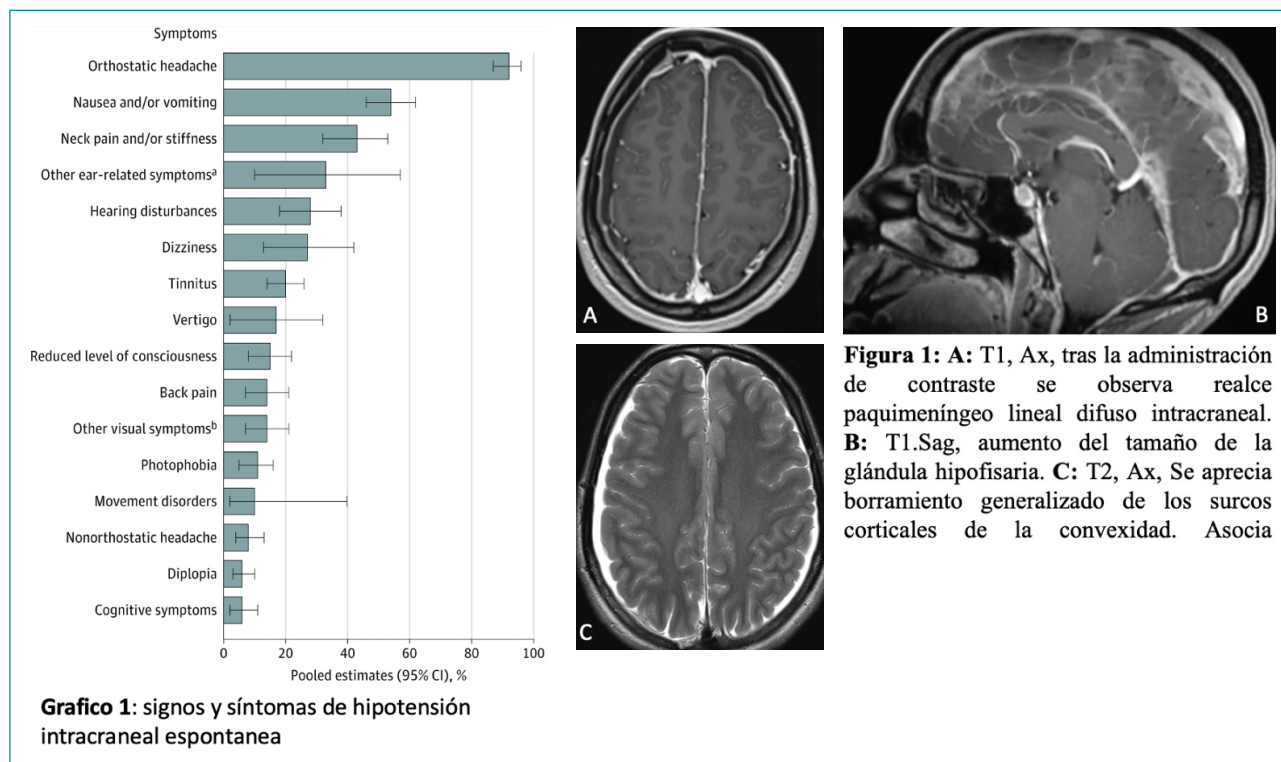 Symptoms
Orthostatic headache
Nausea and/or vomiting
Neck pain and/or stiffness
Other ear-related symptomsᵃ
Hearing disturbances
Dizziness
Tinnitus
Vertigo
Reduced level of consciousness
Back pain
Other visual symptomsᵇ
Photophobia
Movement disorders
Nonorthostatic headache
Diplopia
Cognitive symptoms
0 20 40 60 80 100
Pooled estimates (95% CI), %
Grafico 1: signos y síntomas de hipotensión
intracraneal espontanea
A
B
C
Figura 1: A: T1, Ax, tras la administración
de contraste se observa realce
paquimeníngeo lineal difuso intracraneal.
B: T1.Sag, aumento del tamaño de la
glándula hipofisaria. C: T2, Ax, Se aprecia
borramiento generalizado de los surcos
corticales de la convexidad. Asocia